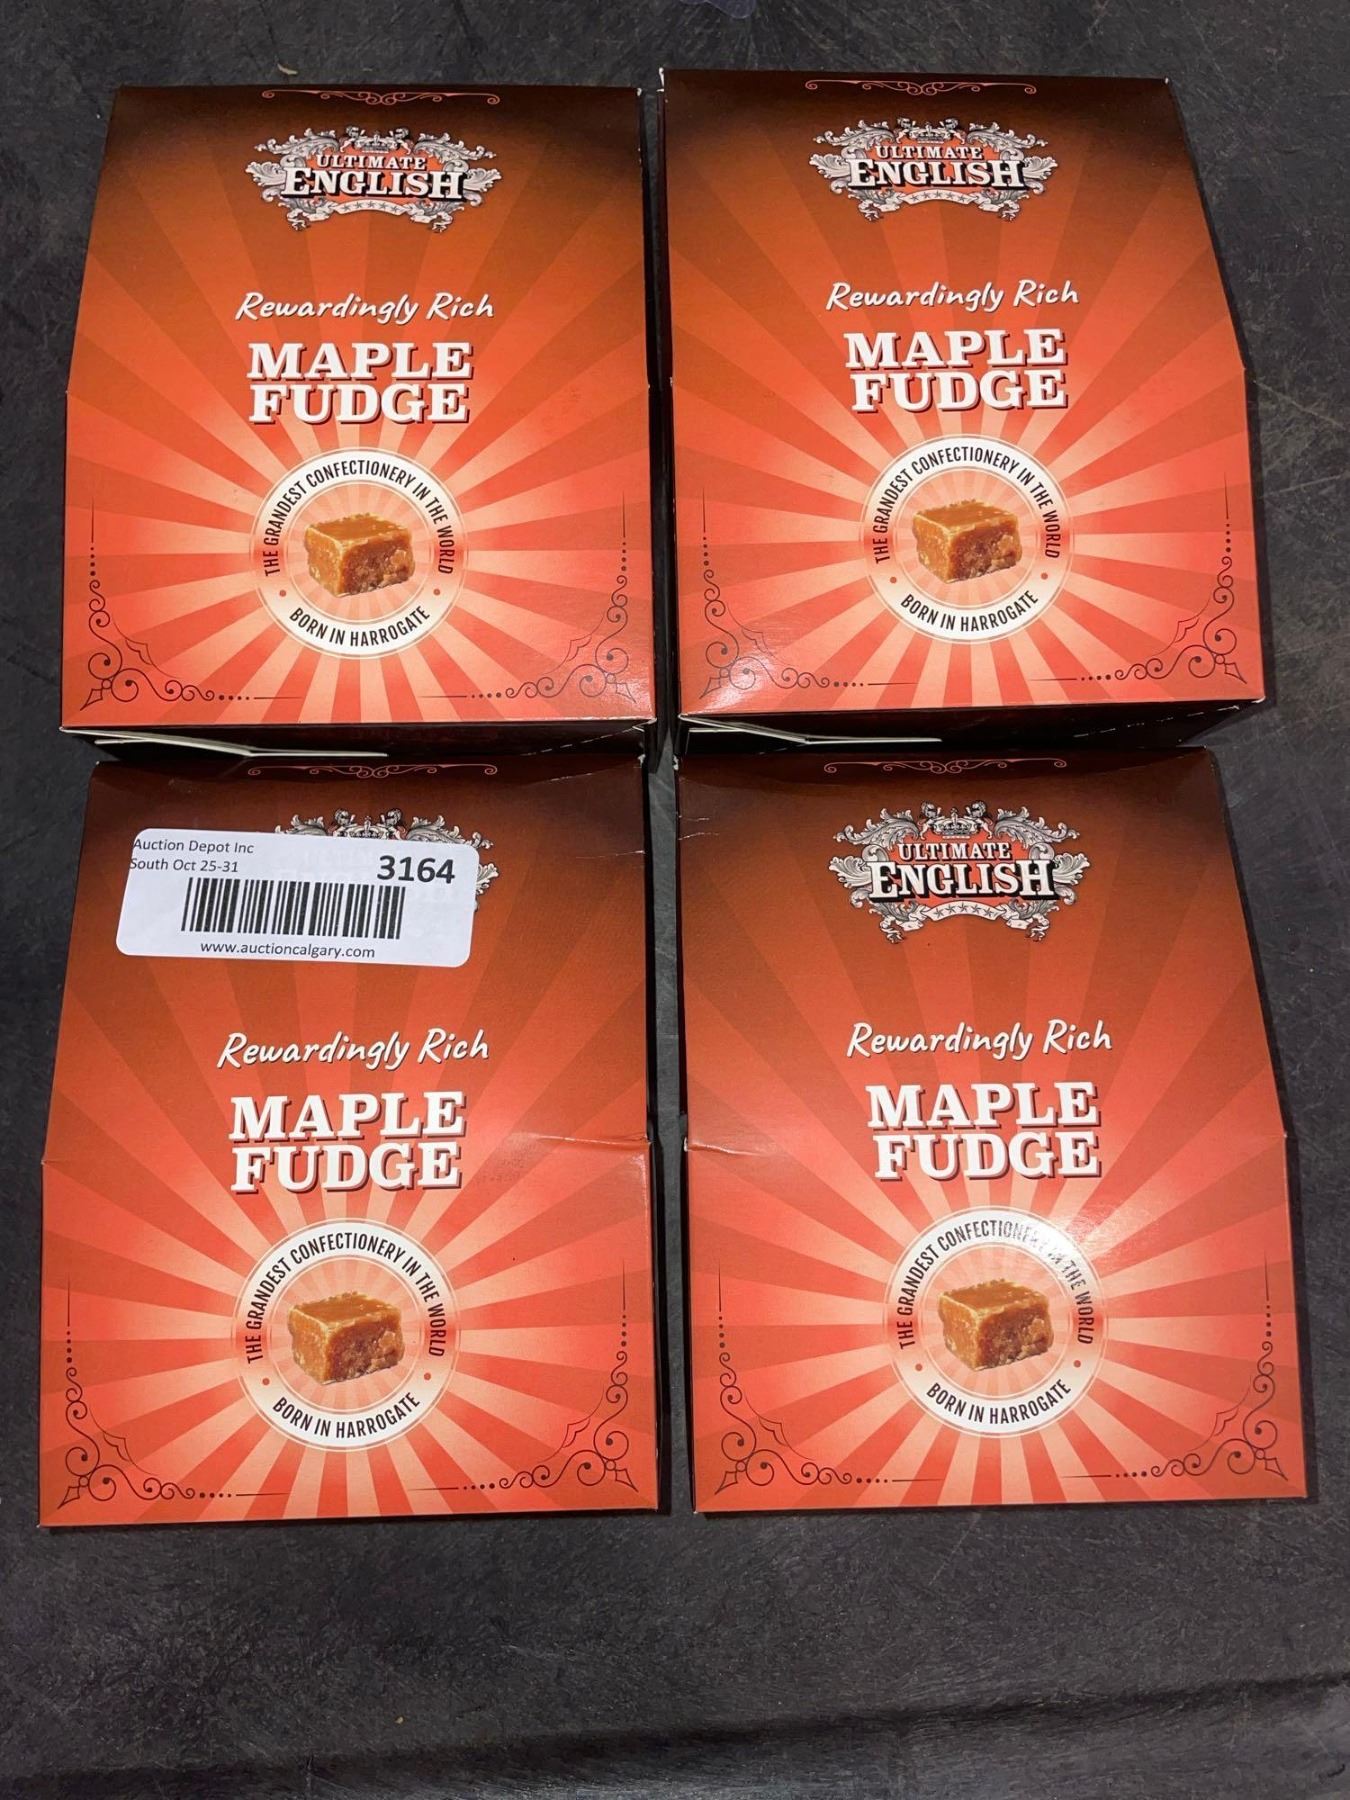 ULTIMATE
ENGLISH
Rewardingly Rich
MAPLE
FUDGE
THE GRANDEST CONFECTIONERY IN THE WORLD
BORN IN HARROGATE
ULTIMATE
ENGLISH
Rewardingly Rich
MAPLE
FUDGE
THE GRANDEST CONFECTIONERY IN THE WORLD
BORN IN HARROGATE
Auction Depot Inc
South Oct 25-31
3164
www.auctioncalgary.com
Rewardingly Rich
MAPLE
FUDGE
THE GRANDEST CONFECTIONERY IN THE WORLD
BORN IN HARROGATE
ULTIMATE
ENGLISH
Rewardingly Rich
MAPLE
FUDGE
THE GRANDEST CONFECTIONERY IN THE WORLD
BORN IN HARROGATE